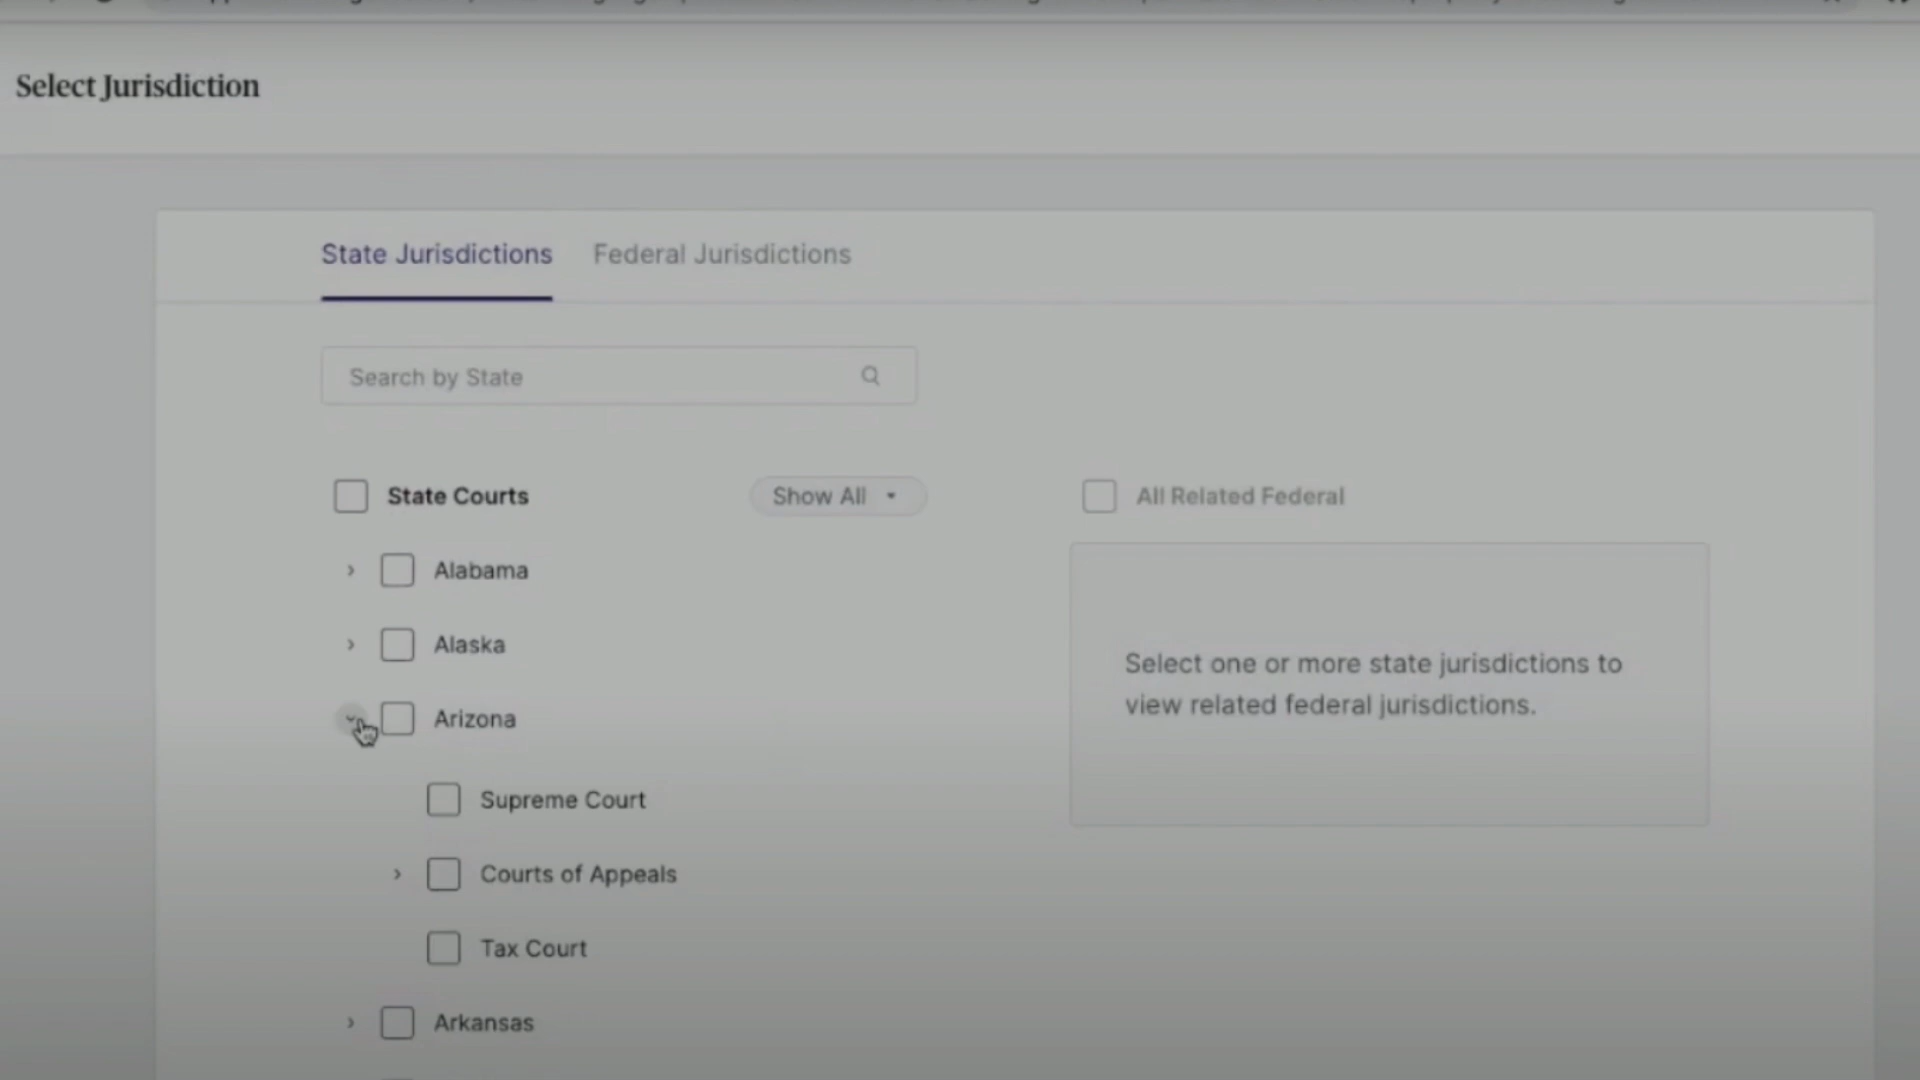 Select Jurisdiction
State Jurisdictions Federal Jurisdictions
Search by State
State Courts Show All All Related Federal
Alabama
Alaska
Select one or more state jurisdictions to
view related federal jurisdictions.
Arizona
Supreme Court
Courts of Appeals
Tax Court
Arkansas